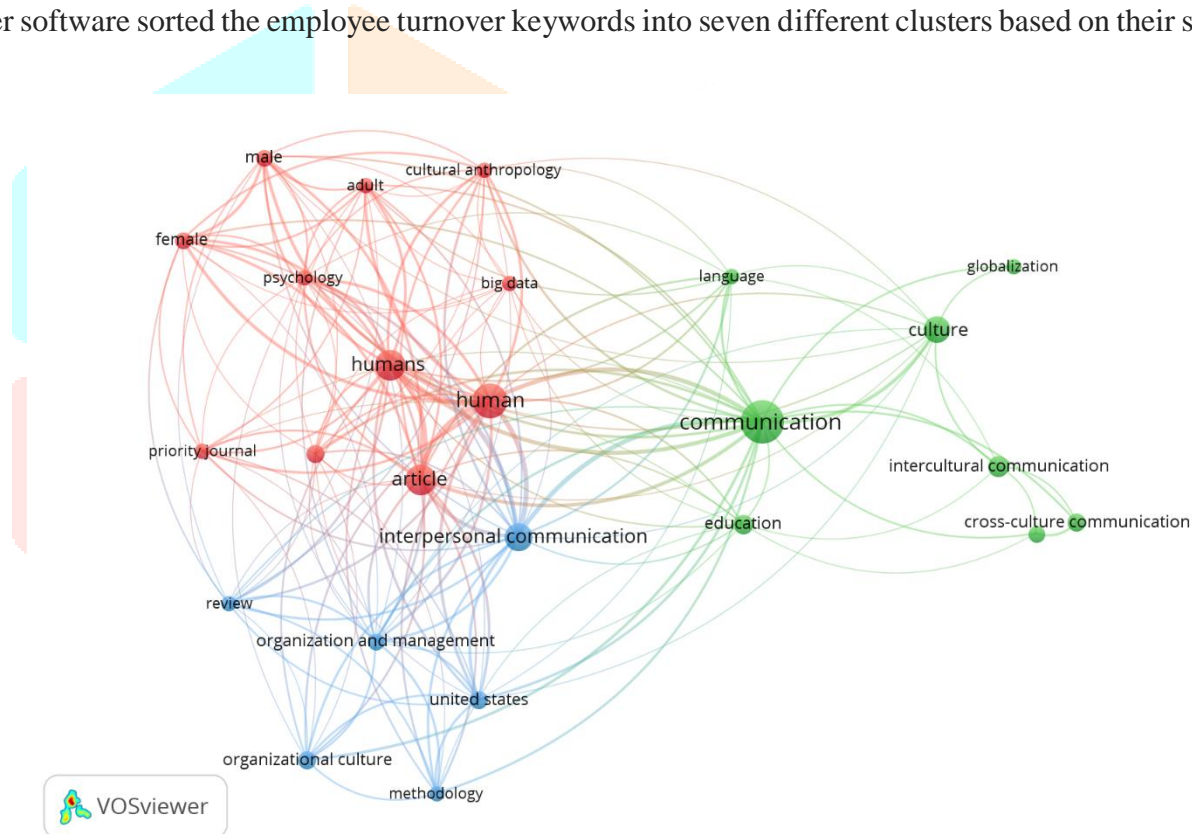 er software sorted the employee turnover keywords into seven different clusters based on their s
male
cultural anthropology
adult
female
psychology
big data
language
globalization
culture
humans
human
communication
priority journal
article
intercultural communication
education
cross-culture communication
interpersonal communication
review
organization and management
united states
organizational culture
methodology
VOSviewer